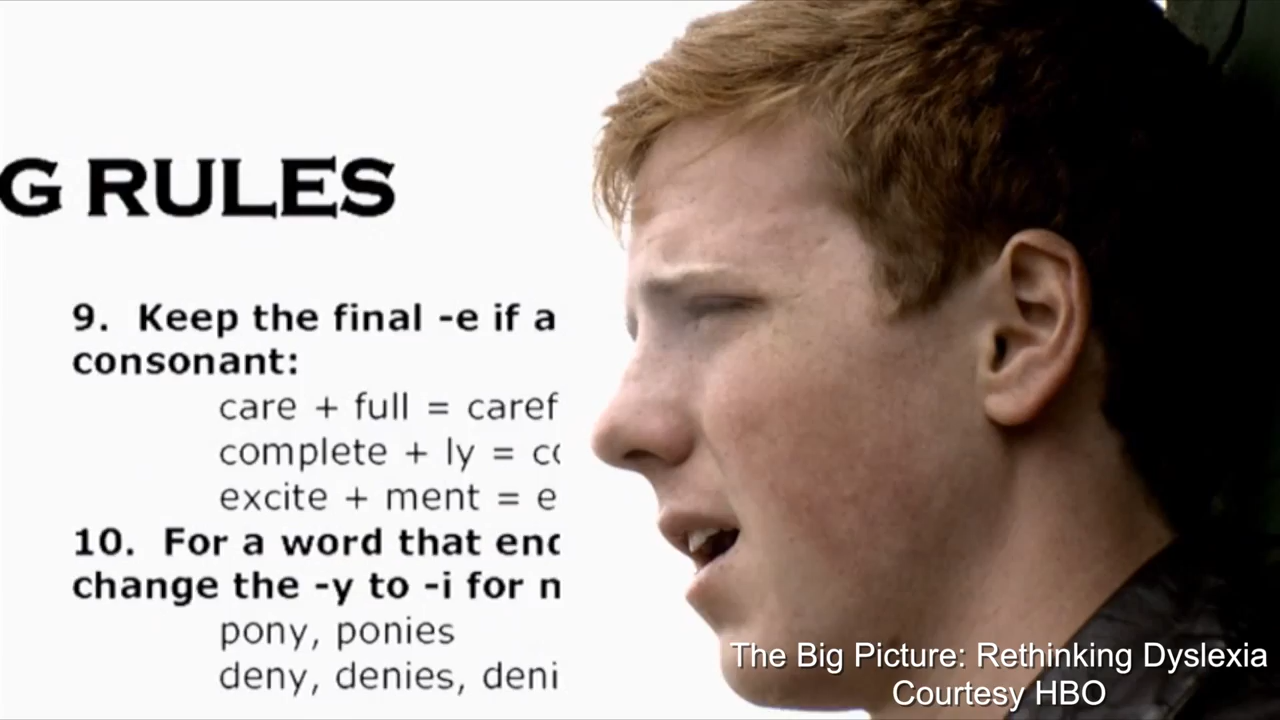 G RULES
9. Keep the final -e if a
consonant:
care + full = caref
complete + ly = co
excite + ment = e
10. For a word that end
change the -y to -i for n
pony, ponies
deny, denies, deni
The Big Picture: Rethinking Dyslexia
Courtesy HBO